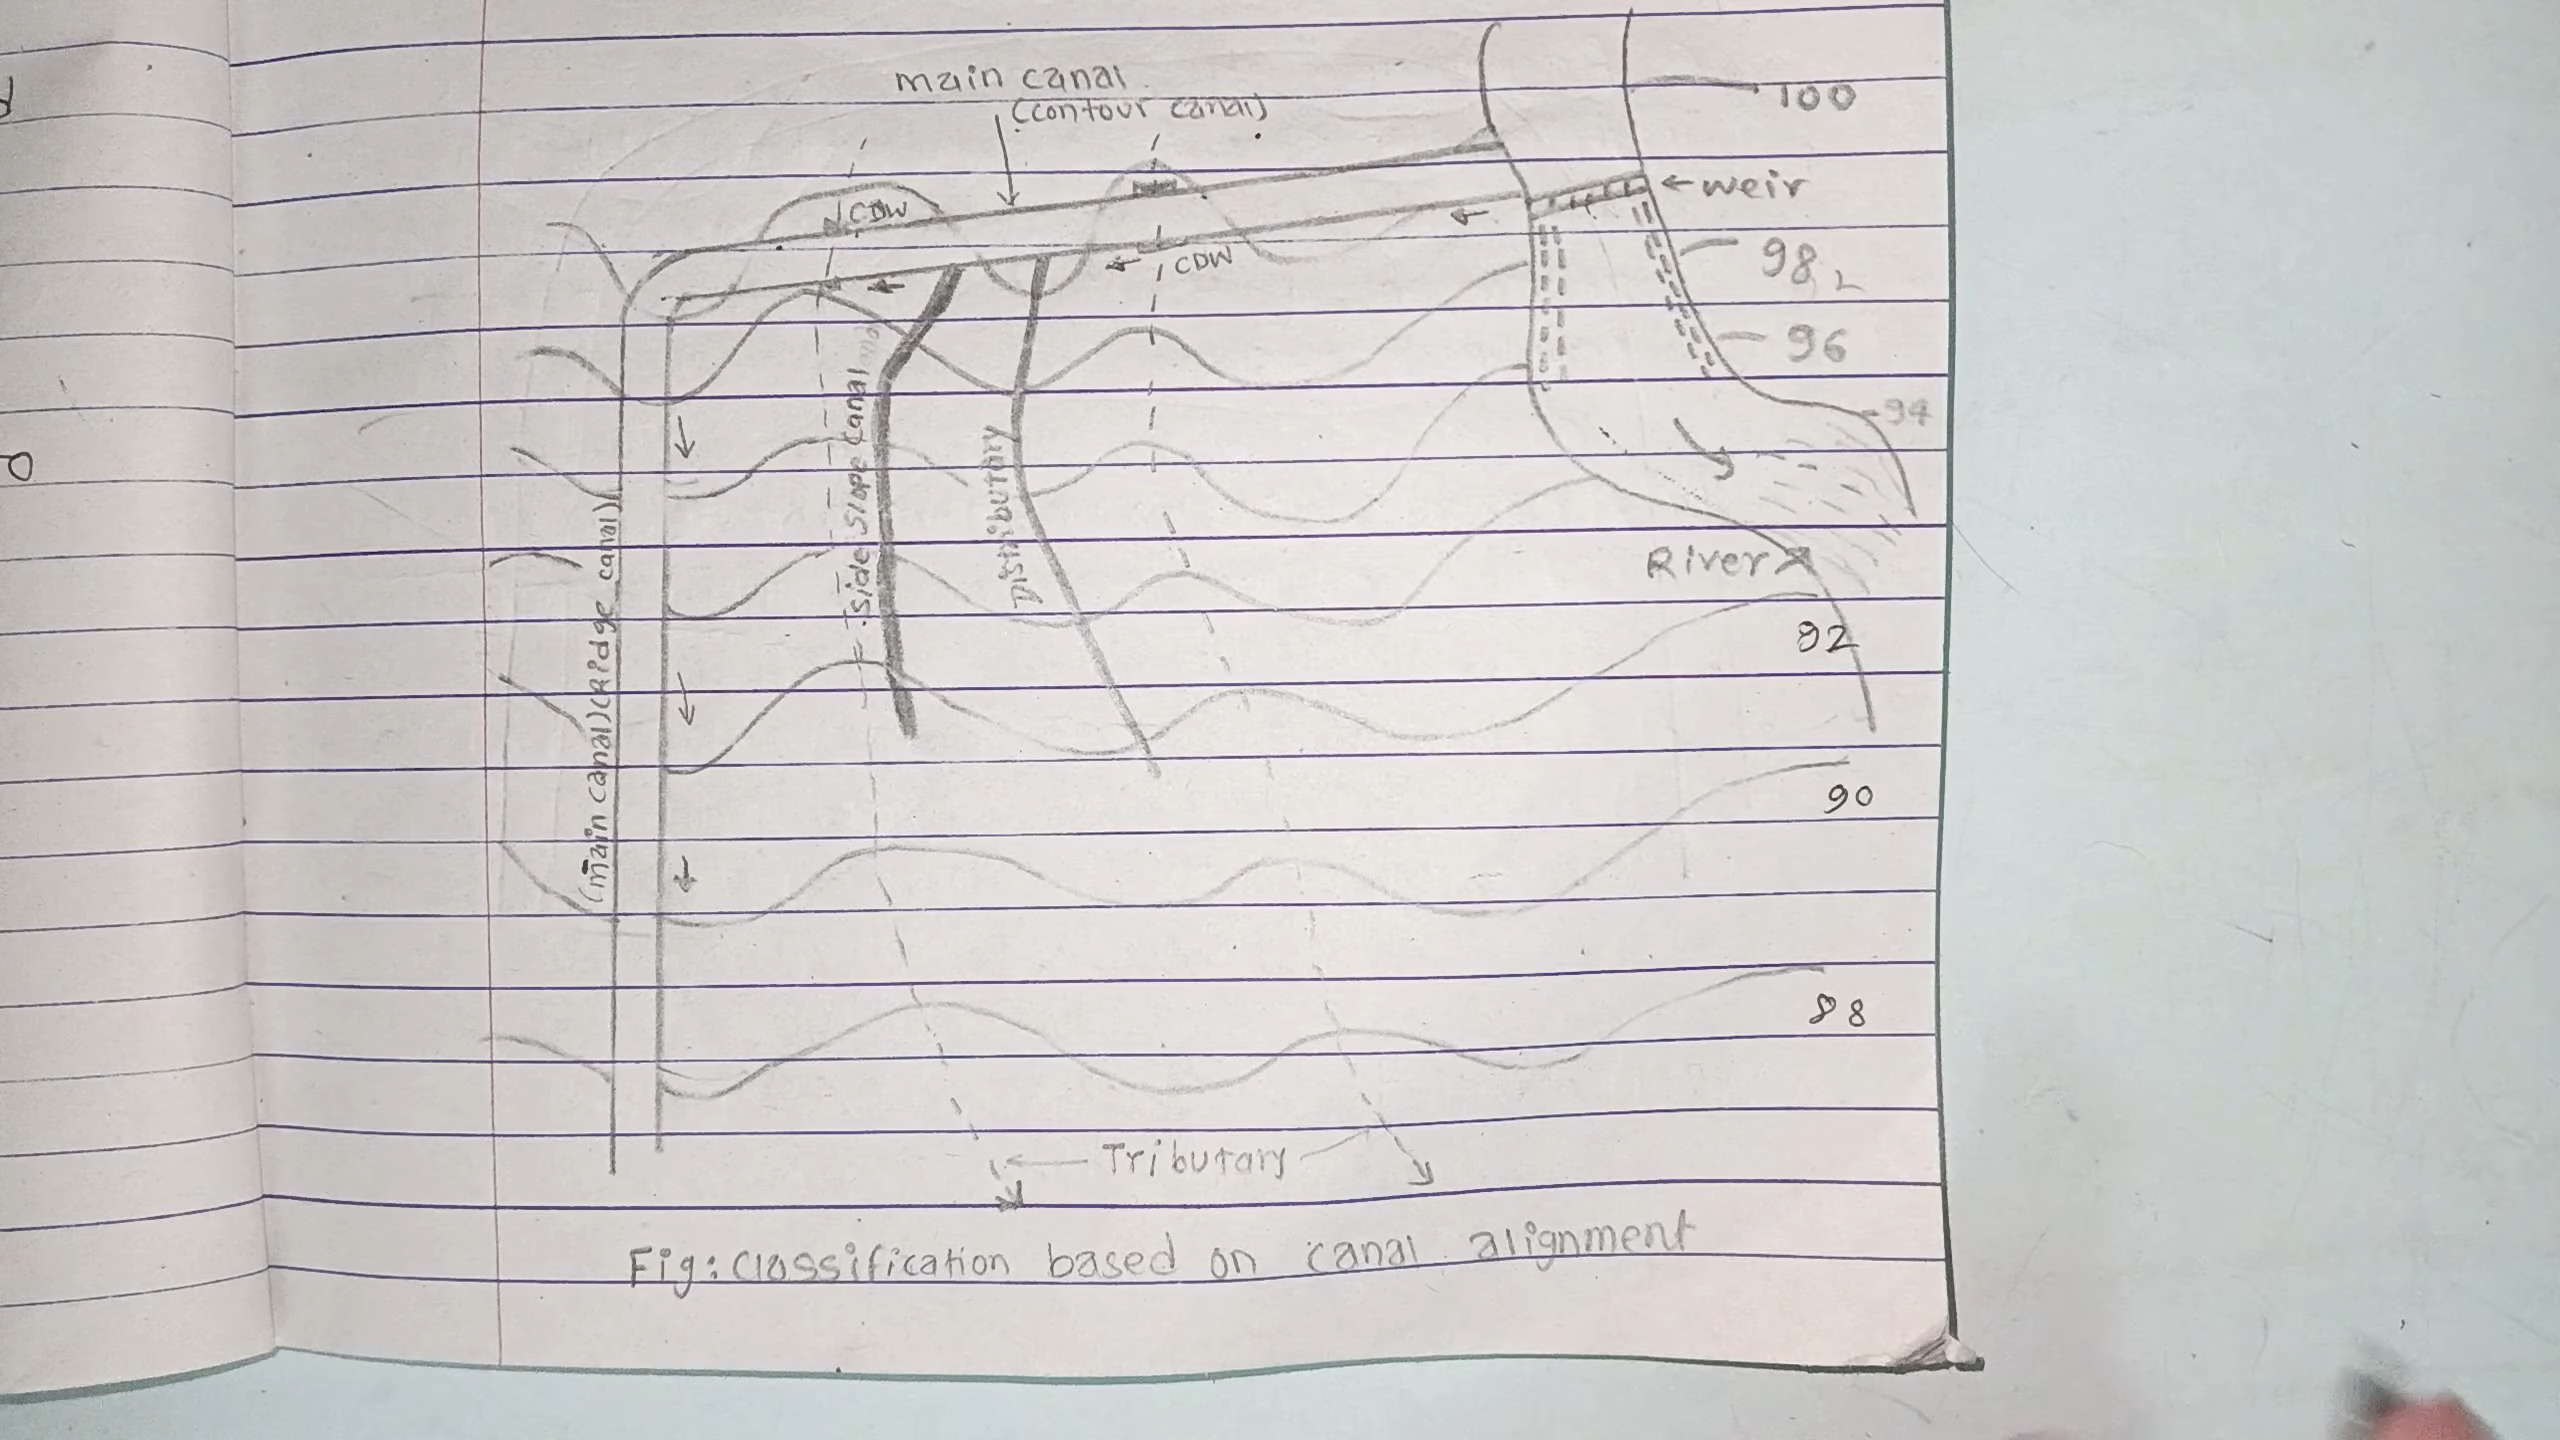 main canal
(contour canal)
100
weir
CDW
CDW
98
96
94
Side Slope Canal
Distributary
River
(main canal)(Ridge canal)
92
90
88
Tributary
Fig: Classification based on canal alignment